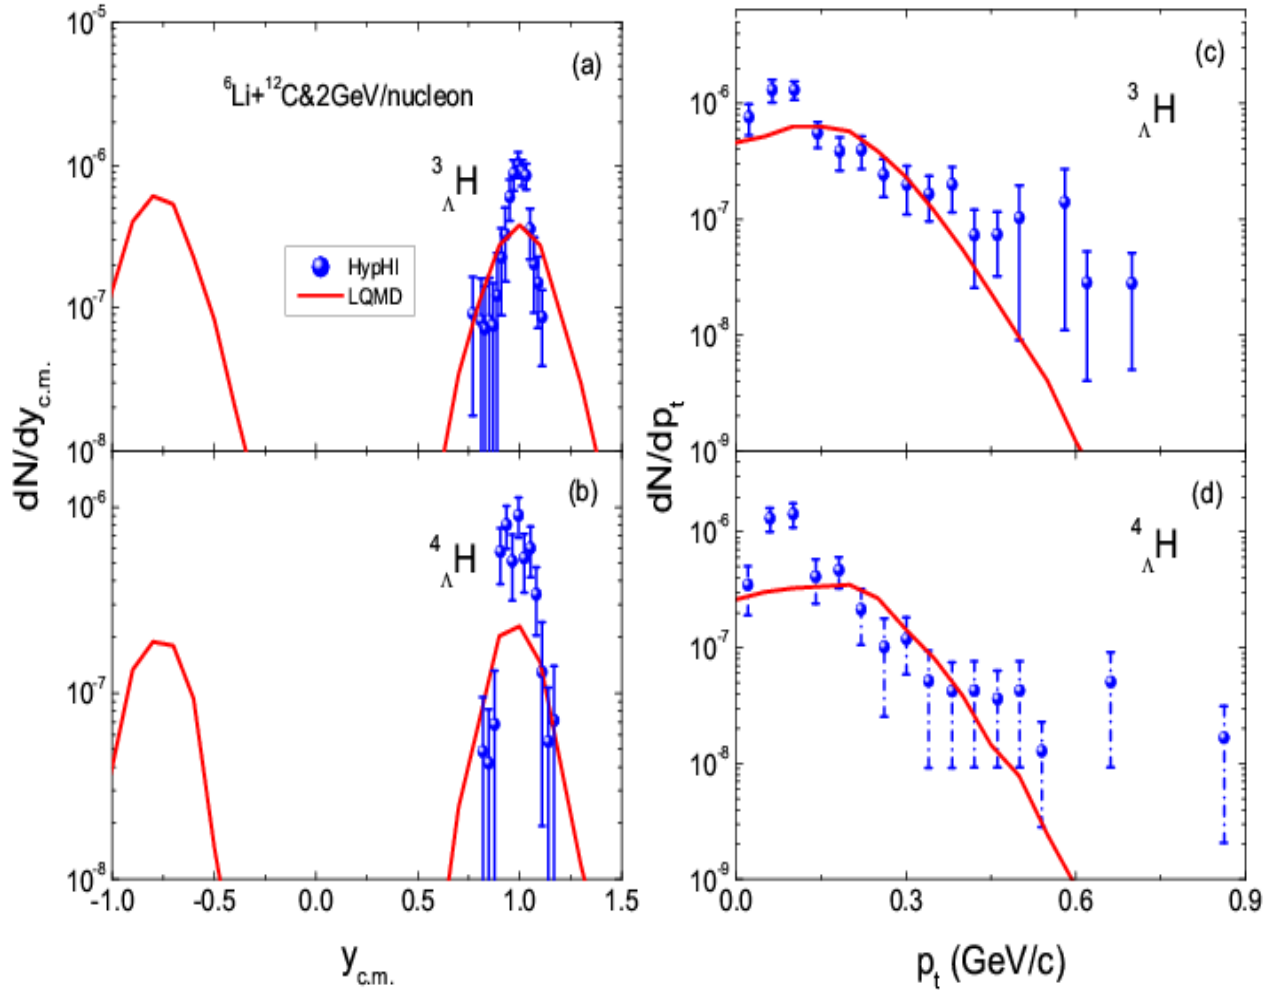 10⁻⁵
10⁻⁶
10⁻⁷
10⁻⁸
(a)
⁶Li+¹²C&2GeV/nucleon
³ΛH
HypHI
LQMD
dN/dy c.m.
10⁻⁶
10⁻⁷
10⁻⁸
(b)
⁴ΛH
-1.0 -0.5 0.0 0.5 1.0 1.5
y c.m.
10⁻⁶
10⁻⁷
10⁻⁸
10⁻⁹
(c)
³ΛH
dN/dpₜ
10⁻⁶
10⁻⁷
10⁻⁸
10⁻⁹
(d)
⁴ΛH
0.0 0.3 0.6 0.9
pₜ (GeV/c)